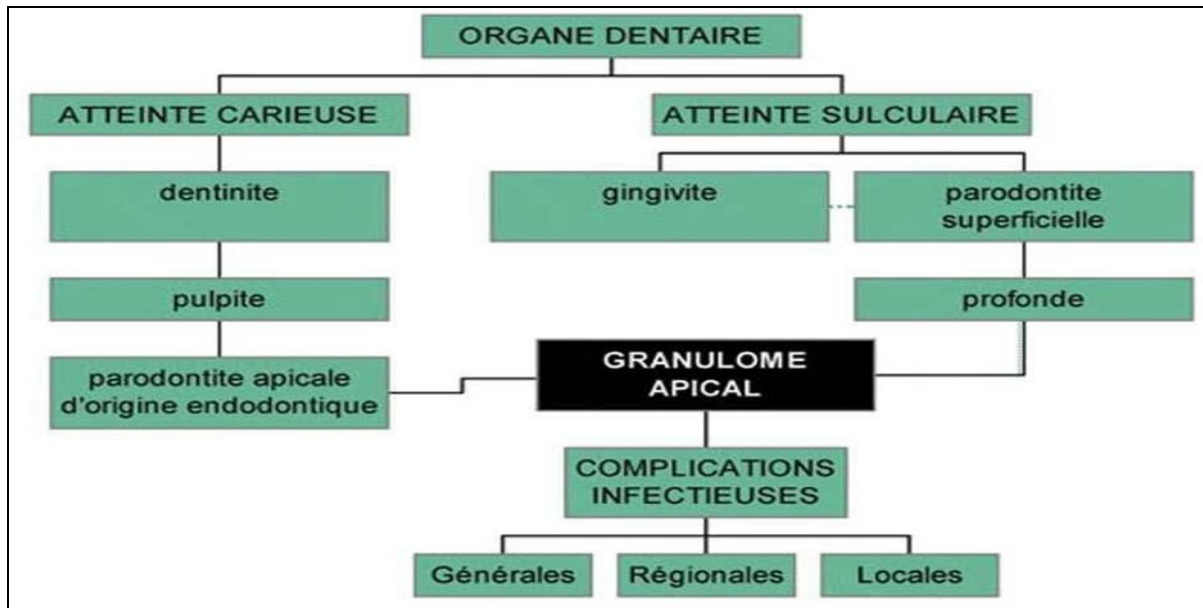 ORGANE DENTAIRE
ATTEINTE CARIEUSE
ATTEINTE SULCULAIRE
dentinite
gingivite
parodontite
superficielle
pulpite
profonde
parodontite apicale
d'origine endodontique
GRANULOME
APICAL
COMPLICATIONS
INFECTIEUSES
Générales
Régionales
Locales